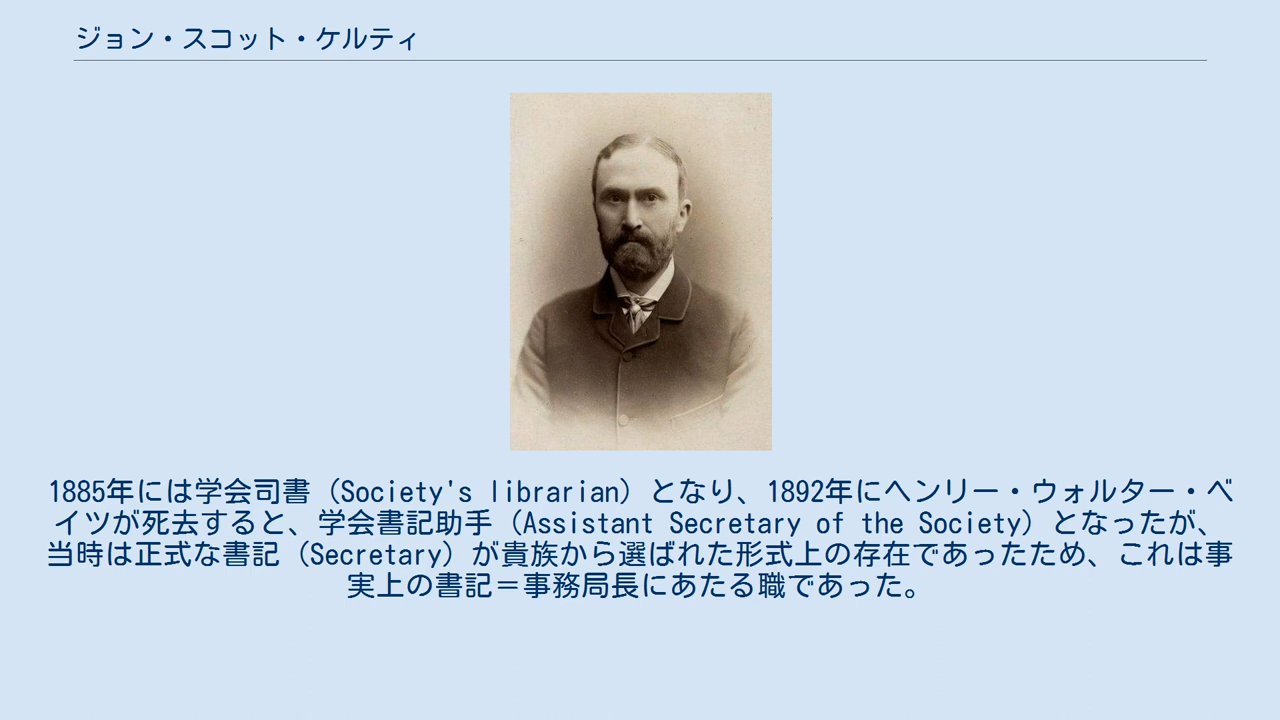 ジョン・スコット・ケルティ
1885年には学会司書（Society's librarian）となり、1892年にヘンリー・ウォルター・ベ
イツが死去すると、学会書記助手（Assistant Secretary of the Society）となったが、
当時は正式な書記（Secretary）が貴族から選ばれた形式上の存在であったため、これは事
実上の書記＝事務局長にあたる職であった。